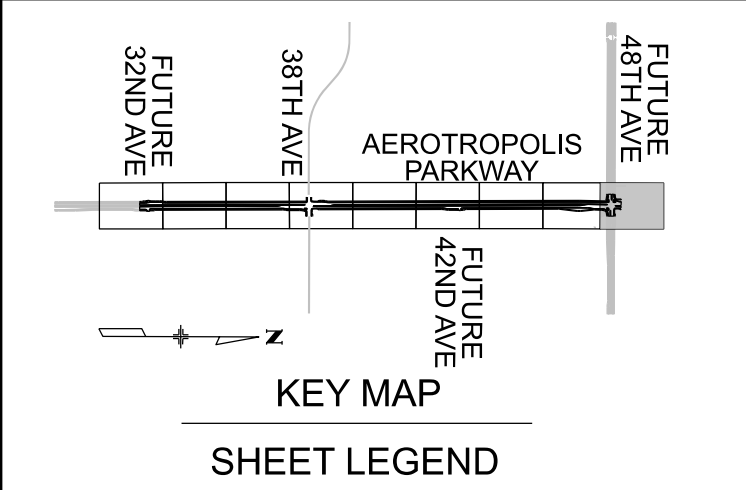 FUTURE
32ND AVE
38TH AVE
FUTURE
48TH AVE
AEROTROPOLIS
PARKWAY
FUTURE
42ND AVE
N
KEY MAP
SHEET LEGEND